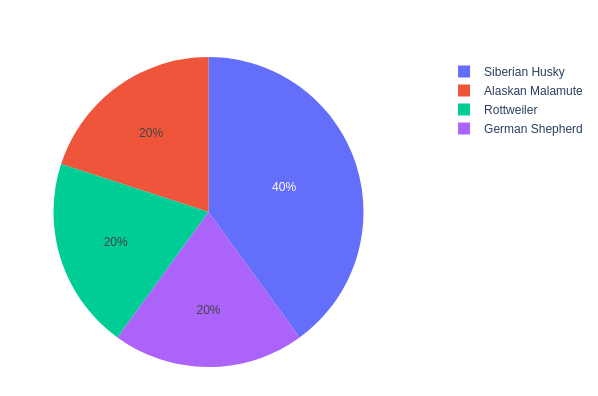 Siberian Husky
Alaskan Malamute
Rottweiler
German Shepherd
20%
40%
20%
20%